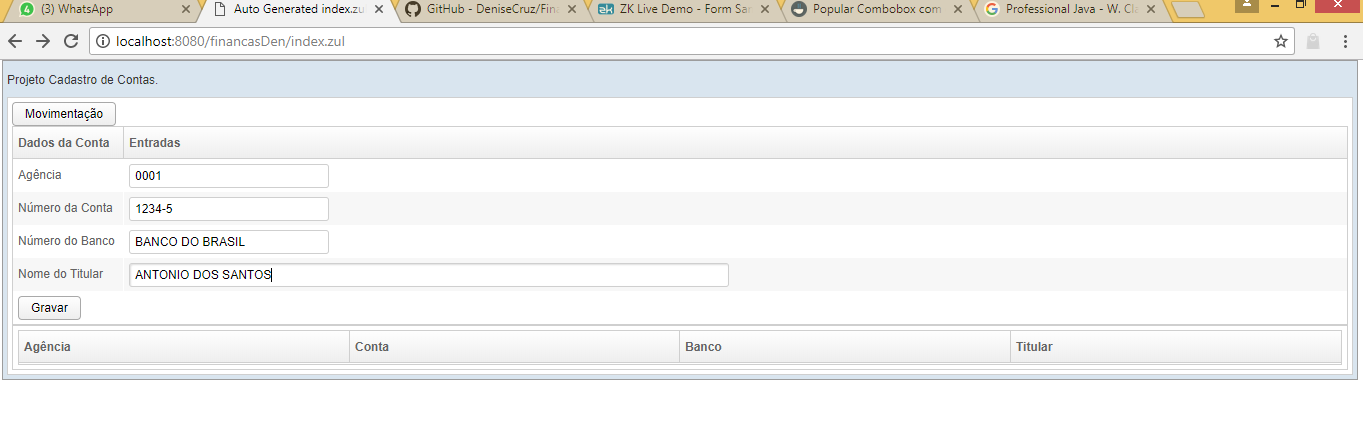 (3) WhatsApp
Auto Generated index.zu
GitHub - DeniseCruz/Fina
ZK Live Demo - Form Sa
Popular Combobox com
Professional Java - W. Cla
localhost:8080/financasDen/index.zul
Projeto Cadastro de Contas.
Movimentação
Dados da Conta Entradas
Agência 0001
Número da Conta 1234-5
Número do Banco BANCO DO BRASIL
Nome do Titular ANTONIO DOS SANTOS
Gravar
Agência Conta Banco Titular